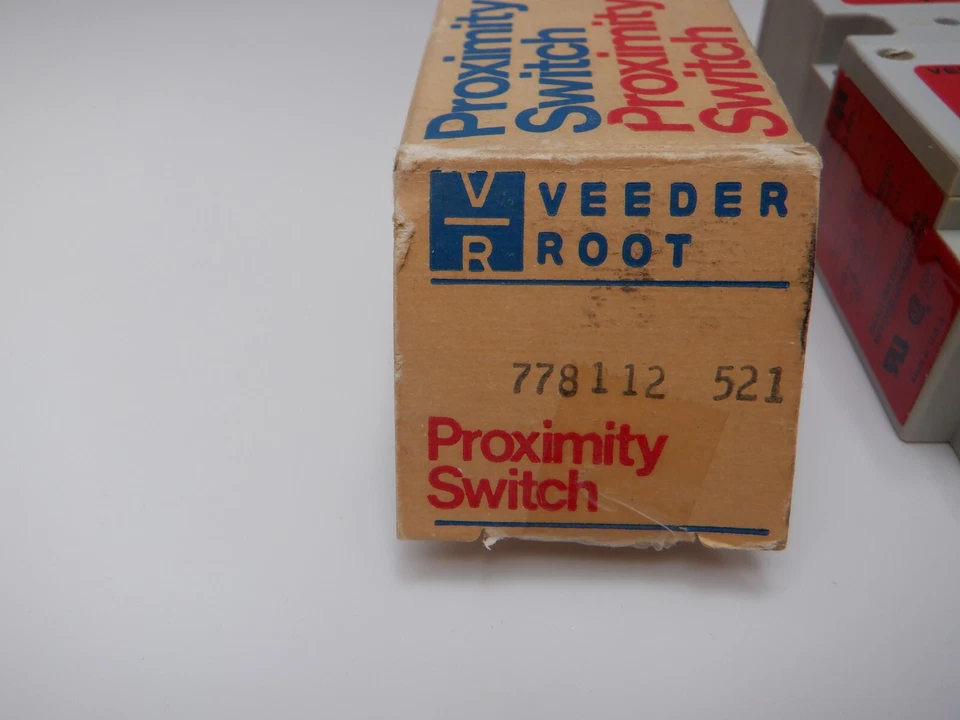 Proximity
Switch
Proximity
Switch
V
R
VEEDER
ROOT
778112 521
Proximity
Switch